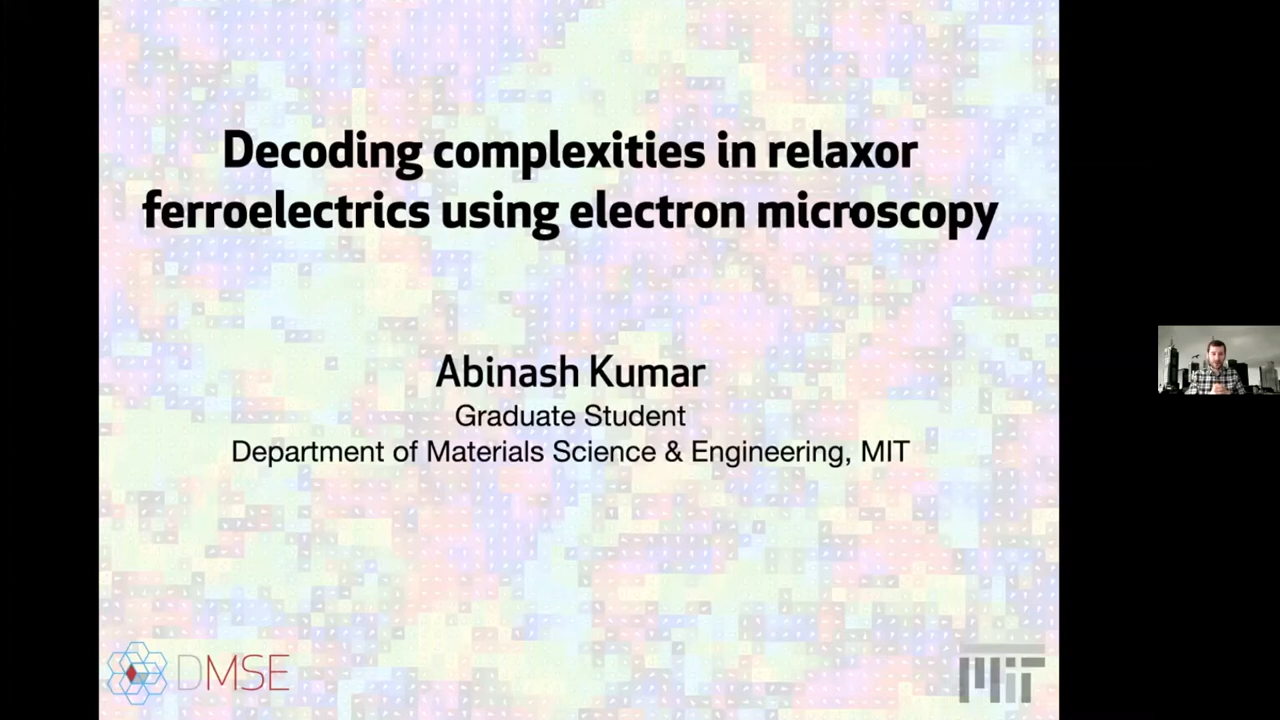 Decoding complexities in relaxor
ferroelectrics using electron microscopy
Abinash Kumar
Graduate Student
Department of Materials Science & Engineering, MIT
DMSE
MIT